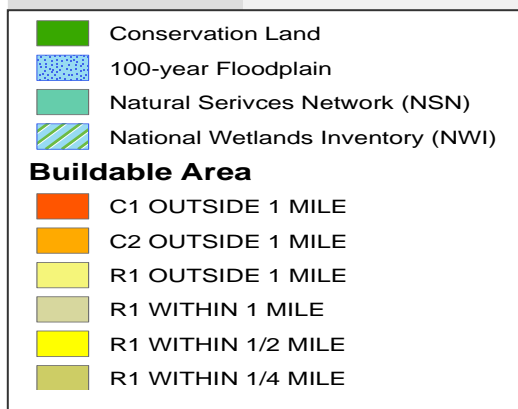 Conservation Land
100-year Floodplain
Natural Serivces Network (NSN)
National Wetlands Inventory (NWI)
Buildable Area
C1 OUTSIDE 1 MILE
C2 OUTSIDE 1 MILE
R1 OUTSIDE 1 MILE
R1 WITHIN 1 MILE
R1 WITHIN 1/2 MILE
R1 WITHIN 1/4 MILE